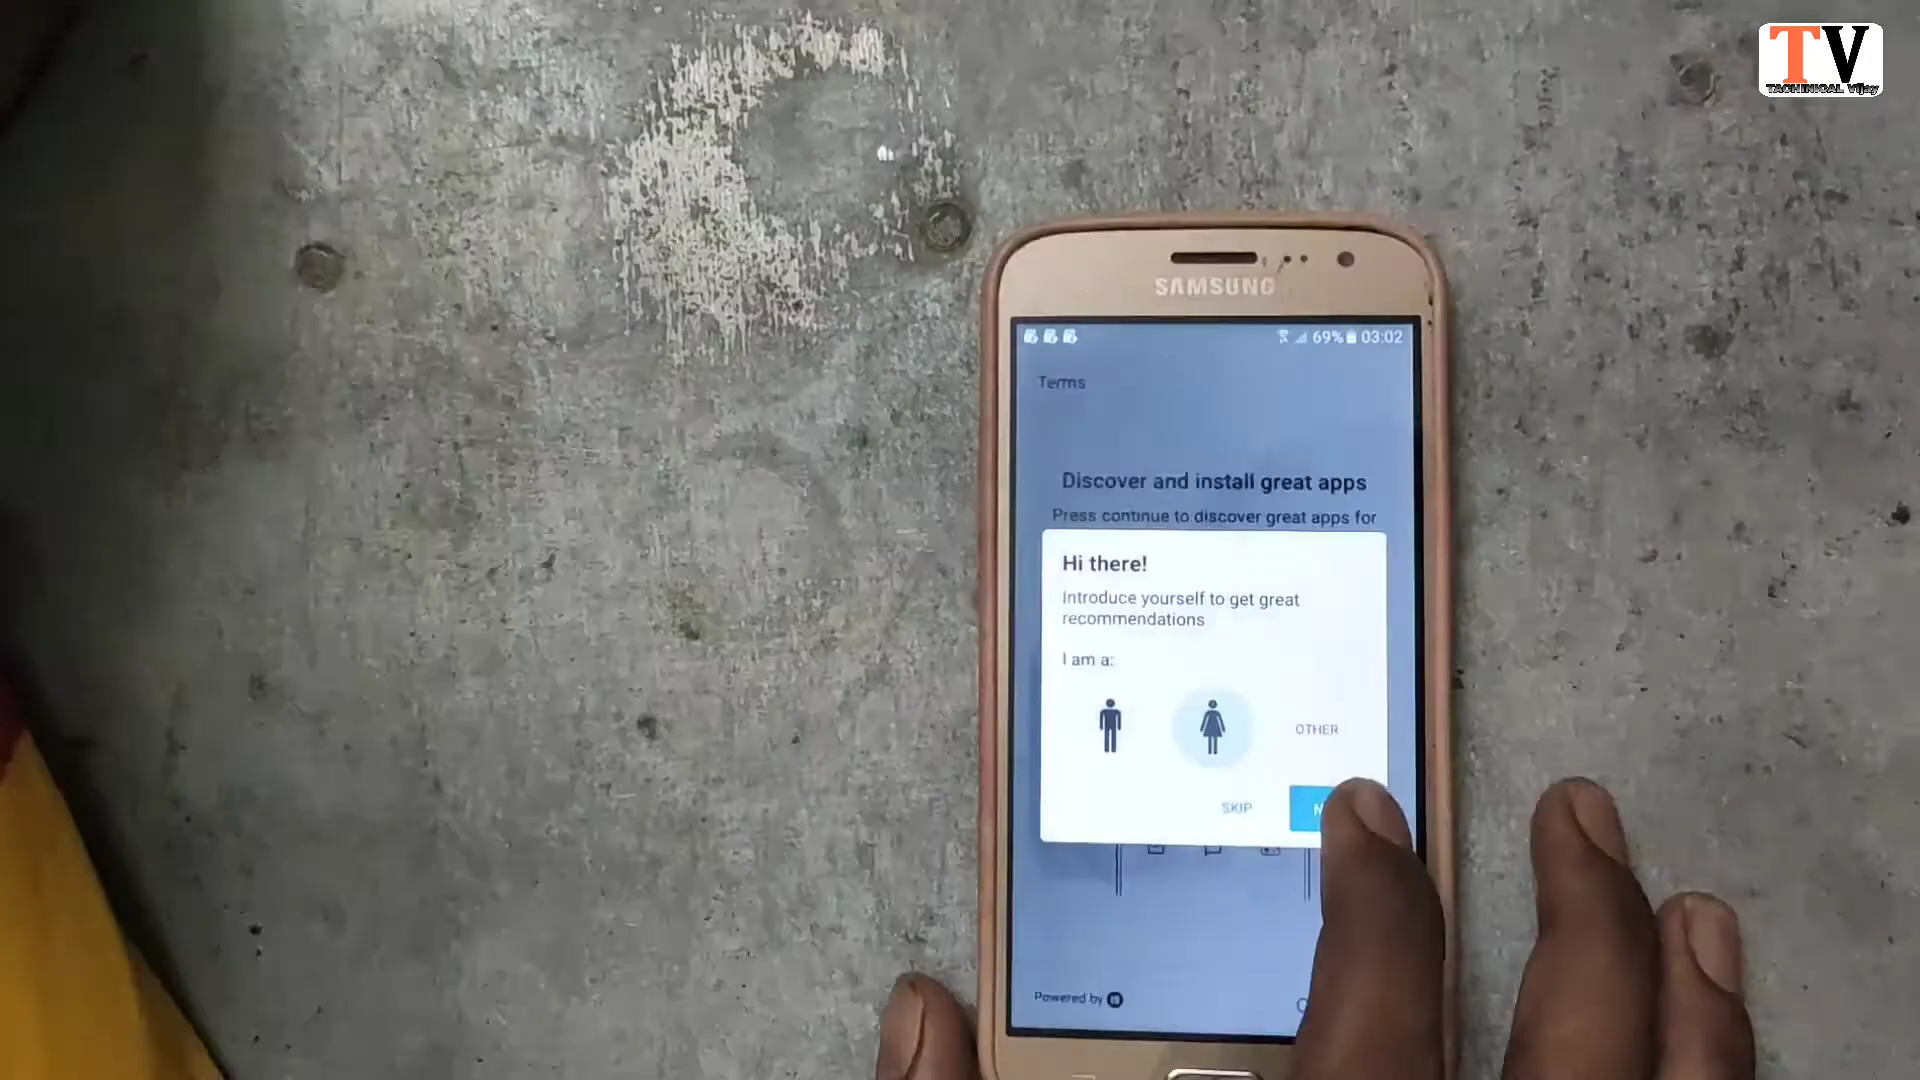 TV
TACHINICAL Vijay
SAMSUNG
69% 03:02
Terms
Discover and install great apps
Press continue to discover great apps for
Hi there!
Introduce yourself to get great
recommendations
I am a:
OTHER
SKIP
Powered by